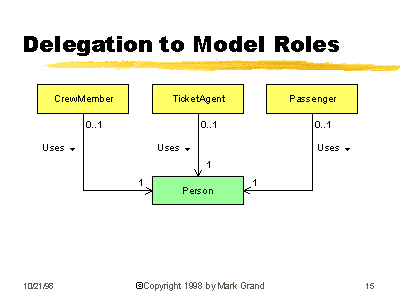 Delegation to Model Roles
CrewMember
TicketAgent
Passenger
0..1
0..1
0..1
Uses
Uses
Uses
1
1
1
Person
10/21/98
©Copyright 1998 by Mark Grand
15